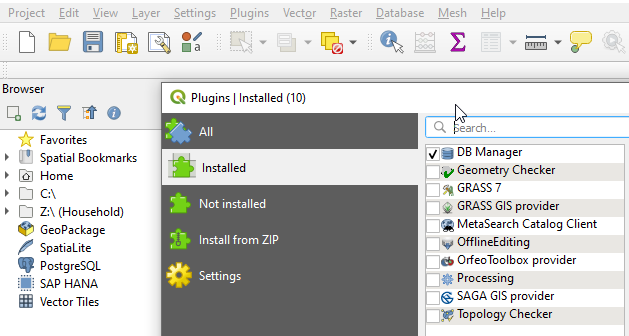 Project Edit View Layer Settings Plugins Vector Raster Database Mesh Help
Browser
Favorites
Spatial Bookmarks
Home
C:\
Z:\ (Household)
GeoPackage
SpatiaLite
PostgreSQL
SAP HANA
Vector Tiles
Plugins | Installed (10)
All
Installed
Not installed
Install from ZIP
Settings
Search...
DB Manager
Geometry Checker
GRASS 7
GRASS GIS provider
MetaSearch Catalog Client
OfflineEditing
OrfeoToolbox provider
Processing
SAGA GIS provider
Topology Checker